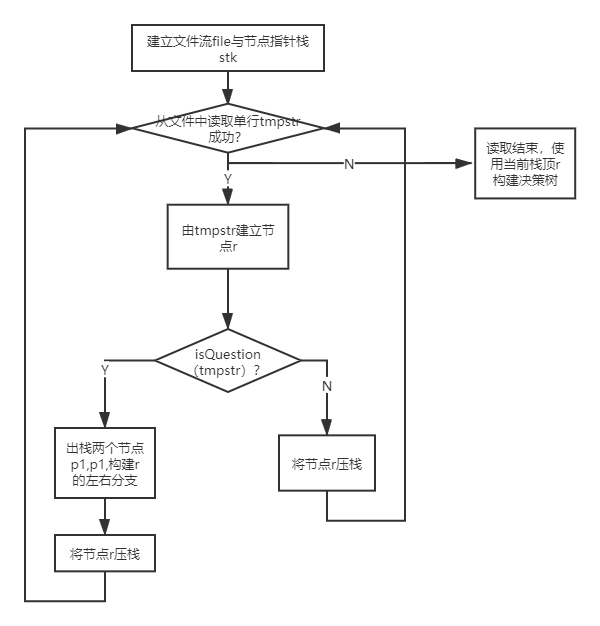 建立文件流file与节点指针栈
stk
从文件中读取单行tmpstr
成功?
N
读取结束，使
用当前栈顶r
构建决策树
Y
由tmpstr建立节
点r
isQuestion
（tmpstr）？
Y
N
出栈两个节点
p1,p1,构建r
的左右分支
将节点r压栈
将节点r压栈